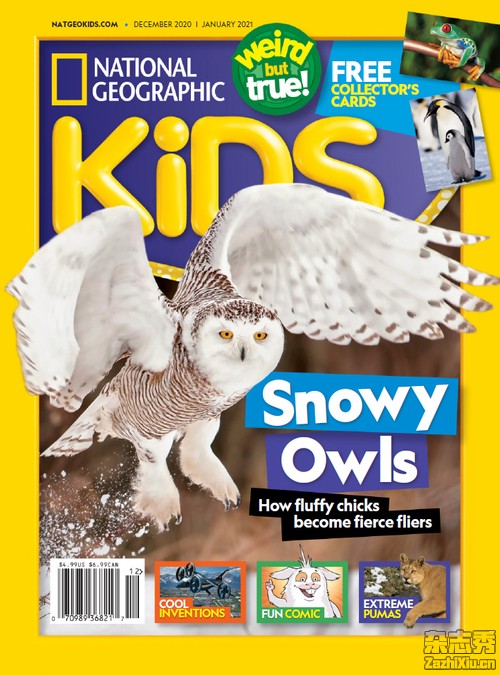 NATGEOKIDS.COM • DECEMBER 2020 | JANUARY 2021
NATIONAL
GEOGRAPHIC
KiDS
weird
but
true!
FREE
COLLECTOR'S
CARDS
Snowy
Owls
How fluffy chicks
become fierce fliers
$4.99US $6.99CAN
12>
0 70989 36821 7
COOL
INVENTIONS
FUN COMIC
EXTREME
PUMAS
杂志秀
ZaZhiXiu.cn